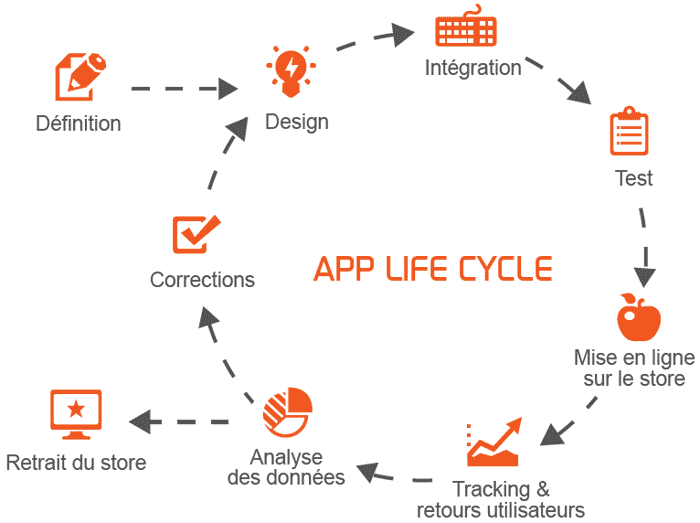 Définition
Design
Intégration
Test
Mise en ligne
sur le store
Tracking &
retours utilisateurs
Analyse
des données
Retrait du store
Corrections
APP LIFE CYCLE